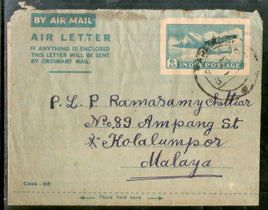 BY AIR MAIL
AIR LETTER
IF ANYTHING IS ENCLOSED
THIS LETTER WILL BE SENT
BY ORDINARY MAIL.
INDIA POSTAGE
P. L. P Ramasamy Chettiar
No. 89 Ampang St
X Kolalumpor
Malaya
Third fold here